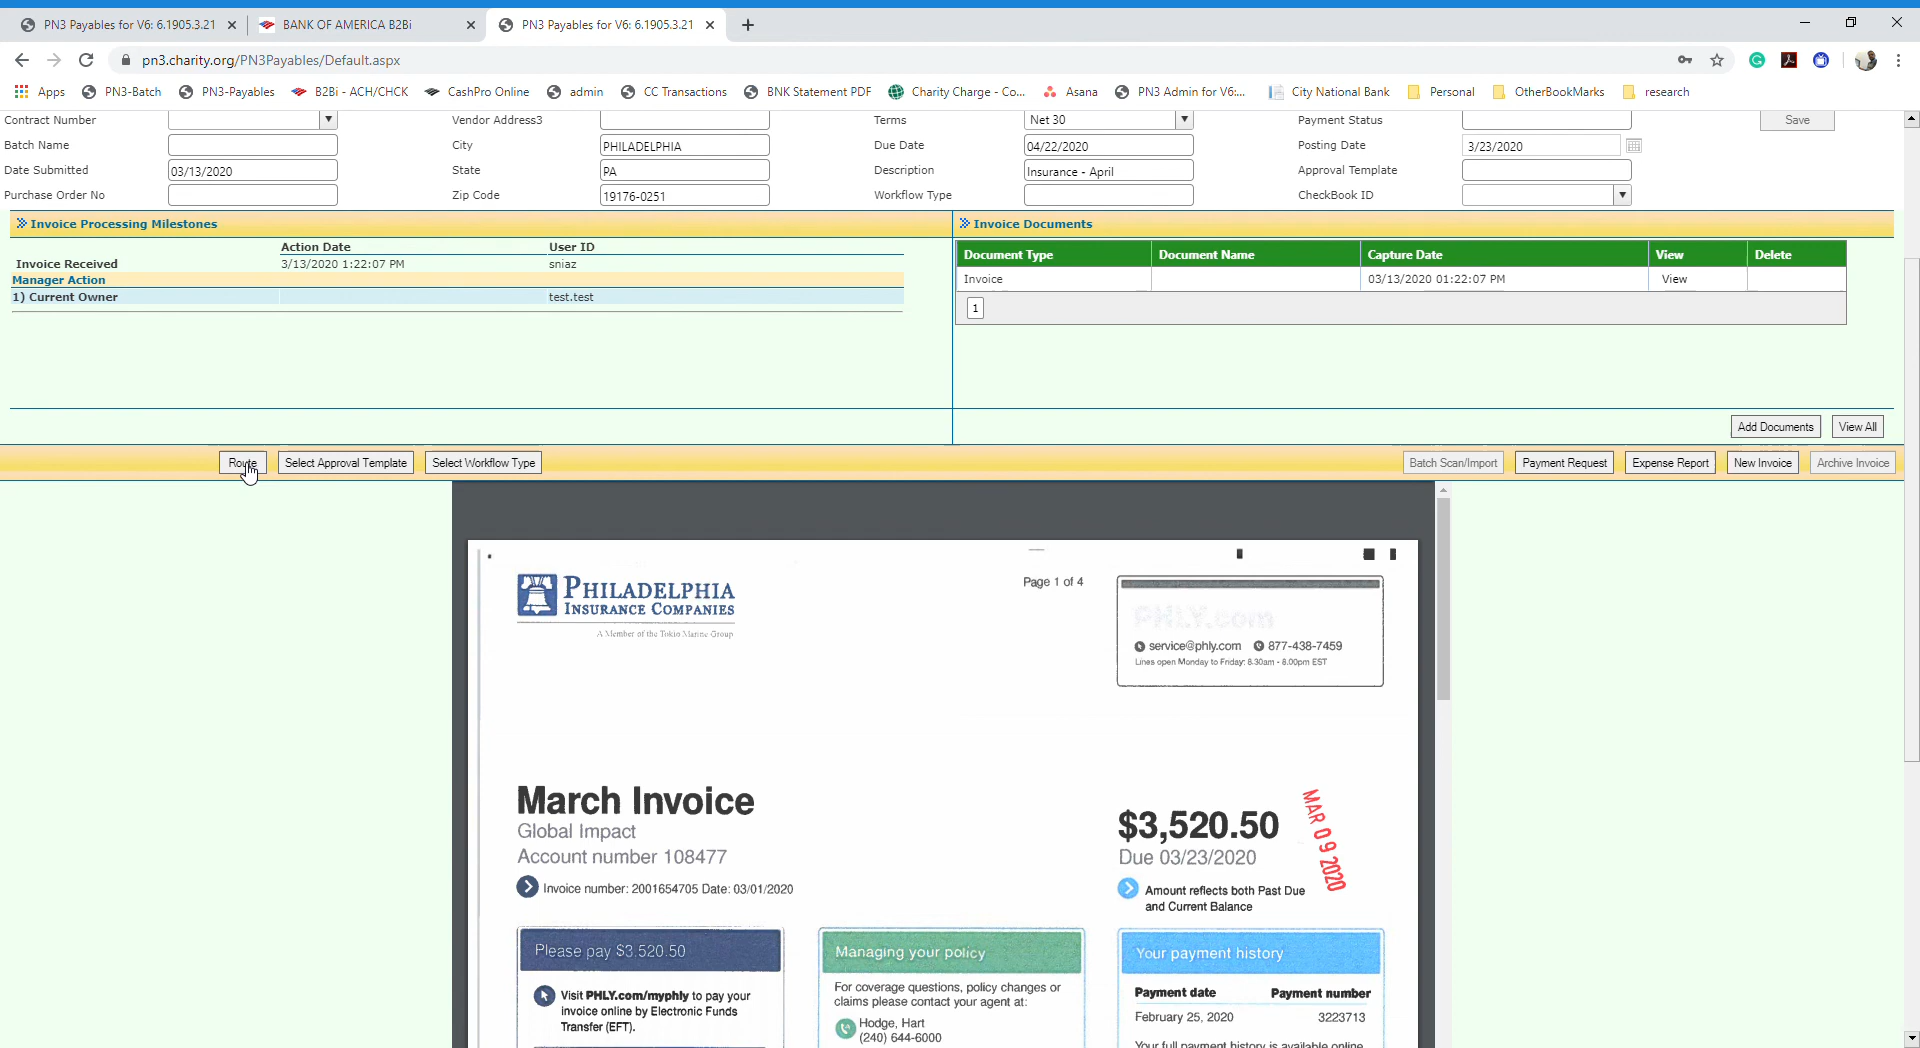 PN3 Payables for V6: 6.1905.3.21
BANK OF AMERICA B2Bi
PN3 Payables for V6: 6.1905.3.21
pn3.charity.org/PN3Payables/Default.aspx
Apps
PN3-Batch
PN3-Payables
B2Bi - ACH/CHCK
CashPro Online
admin
CC Transactions
BNK Statement PDF
Charity Charge - Co...
Asana
PN3 Admin for V6:...
City National Bank
Personal
OtherBookMarks
research
Contract Number
Vendor Address3
Terms
Net 30
Payment Status
Save
Batch Name
City
PHILADELPHIA
Due Date
04/22/2020
Posting Date
3/23/2020
Date Submitted
03/13/2020
State
PA
Description
Insurance - April
Approval Template
Purchase Order No
Zip Code
19176-0251
Workflow Type
CheckBook ID
Invoice Processing Milestones
Action Date
User ID
Invoice Received
3/13/2020 1:22:07 PM
sniaz
Manager Action
1) Current Owner
test.test
Invoice Documents
Document Type
Document Name
Capture Date
View
Delete
Invoice
03/13/2020 01:22:07 PM
View
1
Add Documents
View All
Route
Select Approval Template
Select Workflow Type
Batch Scan/Import
Payment Request
Expense Report
New Invoice
Archive Invoice
PHILADELPHIA
INSURANCE COMPANIES
A Member of the Tokio Marine Group
Page 1 of 4
PHLY.com
service@phly.com
877-438-7459
Lines open Monday to Friday: 8.30am - 8.00pm EST
March Invoice
Global Impact
Account number 108477
Invoice number: 2001654705 Date: 03/01/2020
$3,520.50
Due 03/23/2020
MAR 09 2020
Amount reflects both Past Due
and Current Balance
Please pay $3.520.50
Visit PHLY.com/myphly to pay your
invoice online by Electronic Funds
Transfer (EFT).
Managing your policy
For coverage questions, policy changes or
claims please contact your agent at:
Hodge, Hart
(240) 644-6000
Your payment history
Payment date
Payment number
February 25, 2020
3223713
Your full payment history is available online